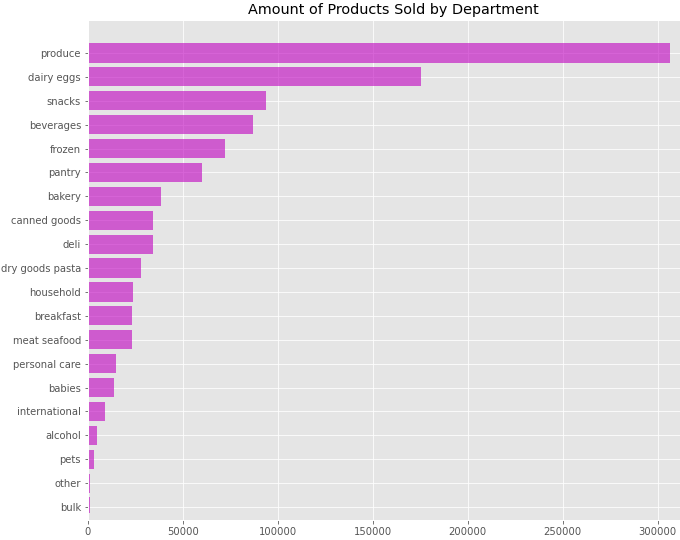 Amount of Products Sold by Department
produce
dairy eggs
snacks
beverages
frozen
pantry
bakery
canned goods
deli
dry goods pasta
household
breakfast
meat seafood
personal care
babies
international
alcohol
pets
other
bulk
0 50000 100000 150000 200000 250000 300000